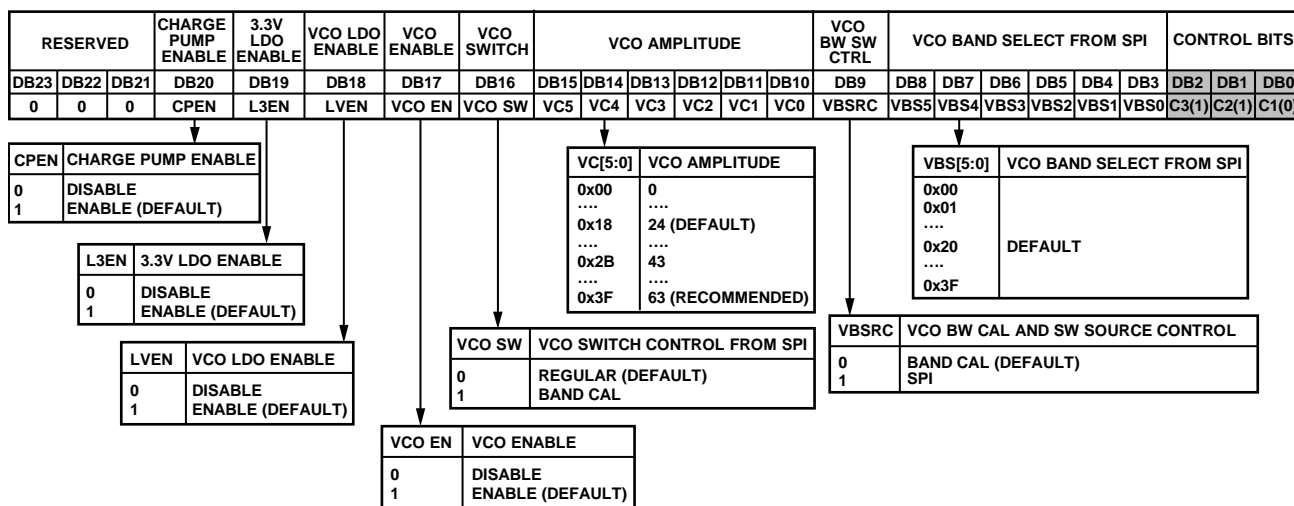 RESERVED CHARGE PUMP ENABLE 3.3V LDO ENABLE VCO LDO ENABLE VCO ENABLE VCO SWITCH VCO AMPLITUDE VCO BW SW CTRL VCO BAND SELECT FROM SPI CONTROL BITS
DB23 DB22 DB21 DB20 DB19 DB18 DB17 DB16 DB15 DB14 DB13 DB12 DB11 DB10 DB9 DB8 DB7 DB6 DB5 DB4 DB3 DB2 DB1 DB0
0 0 0 CPEN L3EN LVEN VCO EN VCO SW VC5 VC4 VC3 VC2 VC1 VC0 VBSRC VBS5 VBS4 VBS3 VBS2 VBS1 VBS0 C3(1) C2(1) C1(0)
CPEN CHARGE PUMP ENABLE
0 DISABLE
1 ENABLE (DEFAULT)
L3EN 3.3V LDO ENABLE
0 DISABLE
1 ENABLE (DEFAULT)
LVEN VCO LDO ENABLE
0 DISABLE
1 ENABLE (DEFAULT)
VCO EN VCO ENABLE
0 DISABLE
1 ENABLE (DEFAULT)
VCO SW VCO SWITCH CONTROL FROM SPI
0 REGULAR (DEFAULT)
1 BAND CAL
VC[5:0] VCO AMPLITUDE
0x00 0
.... ....
0x18 24 (DEFAULT)
.... ....
0x2B 43
.... ....
0x3F 63 (RECOMMENDED)
VBSRC VCO BW CAL AND SW SOURCE CONTROL
0 BAND CAL (DEFAULT)
1 SPI
VBS[5:0] VCO BAND SELECT FROM SPI
0x00
0x01
....
0x20 DEFAULT
....
0x3F